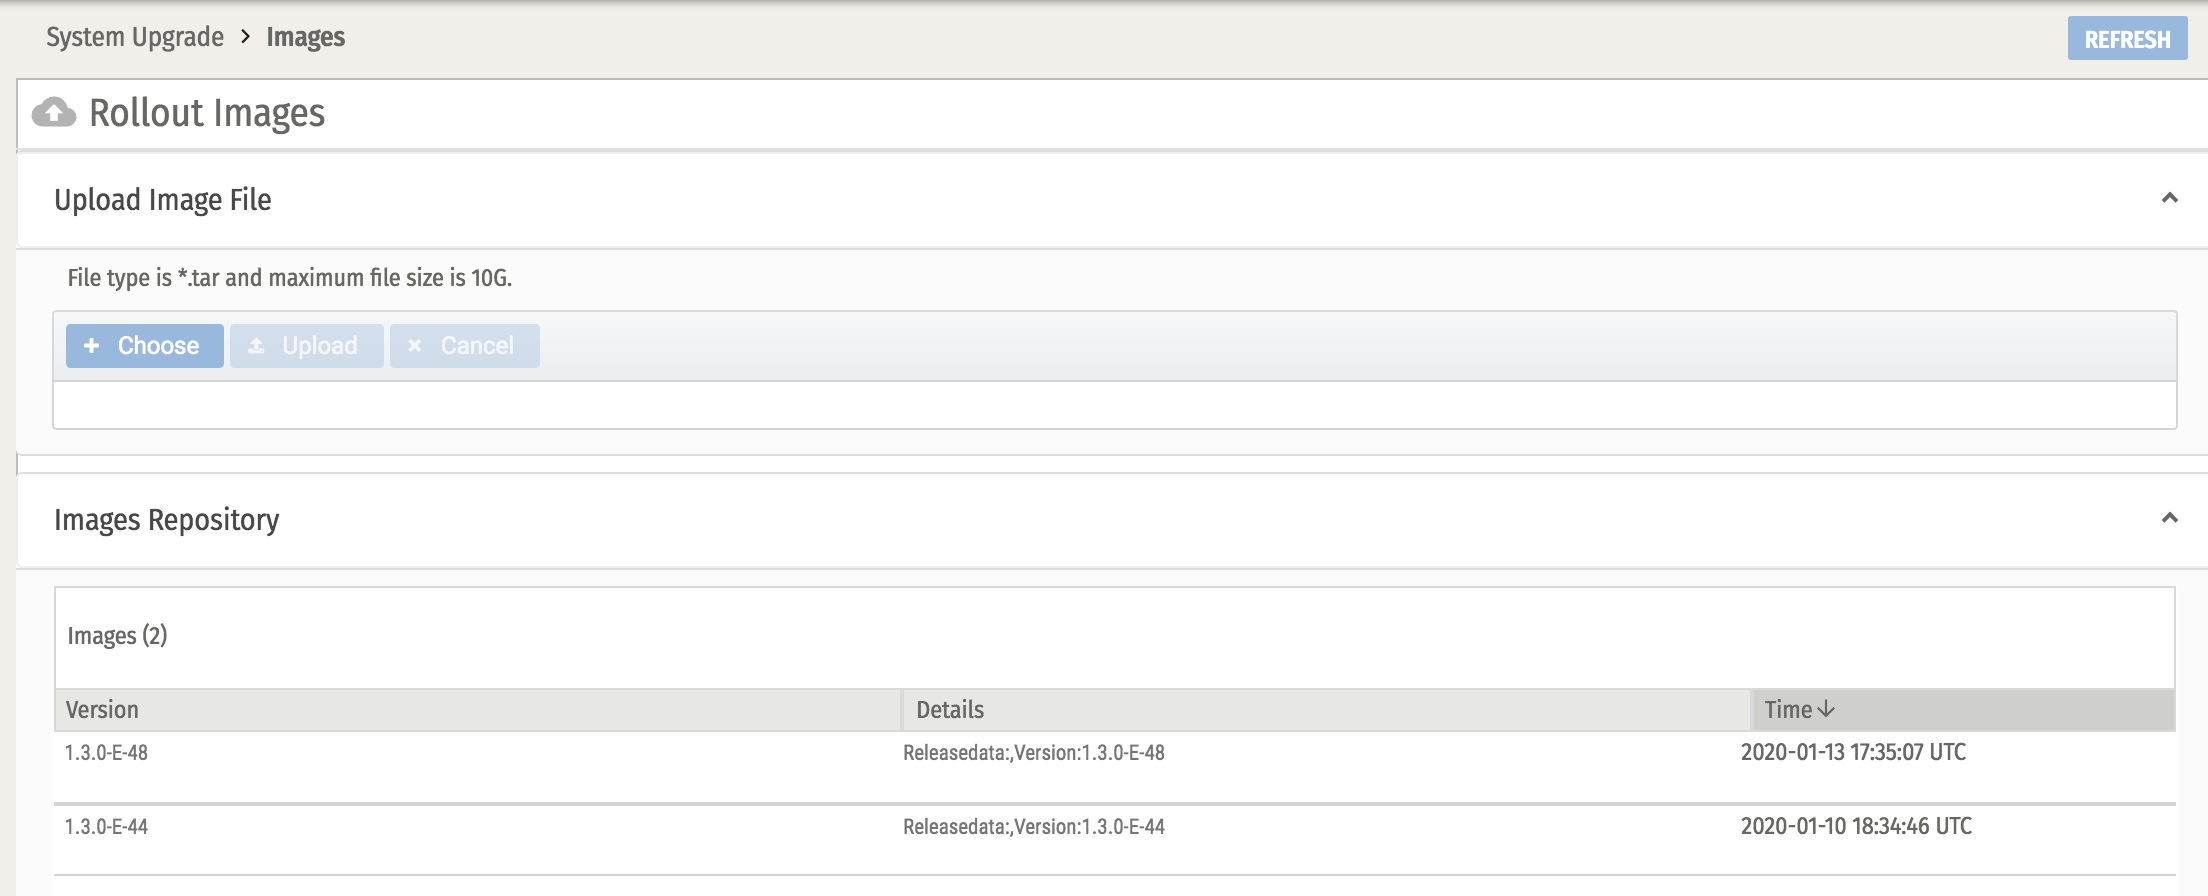 System Upgrade > Images
REFRESH
Rollout Images
Upload Image File
File type is *.tar and maximum file size is 10G.
+ Choose Upload × Cancel
Images Repository
Images (2)
Version Details Time↓
1.3.0-E-48 Releasedata:,Version:1.3.0-E-48 2020-01-13 17:35:07 UTC
1.3.0-E-44 Releasedata:,Version:1.3.0-E-44 2020-01-10 18:34:46 UTC